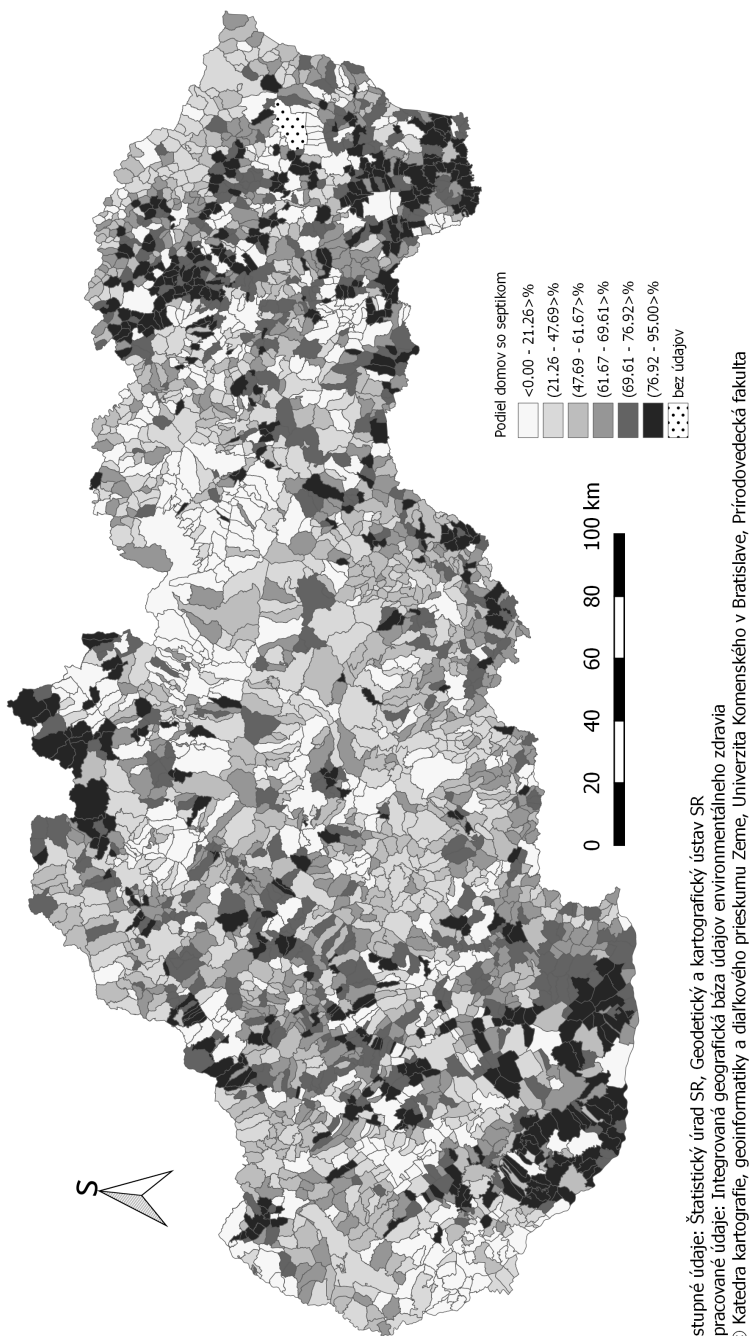 S
Podiel domov so septikom
<0.00 - 21.26>%
(21.26 - 47.69>%
(47.69 - 61.67>%
(61.67 - 69.61>%
(69.61 - 76.92>%
(76.92 - 95.00>%
bez údajov
0 20 40 60 80 100 km
stupné údaje: Štatistický úrad SR, Geodetický a kartografický ústav SR
pracované údaje: Integrovaná geografická báza údajov environmentálneho zdravia
Katedra kartografie, geoinformatiky a diaľkového prieskumu Zeme, Univerzita Komenského v Bratislave, Prírodovedecká fakulta